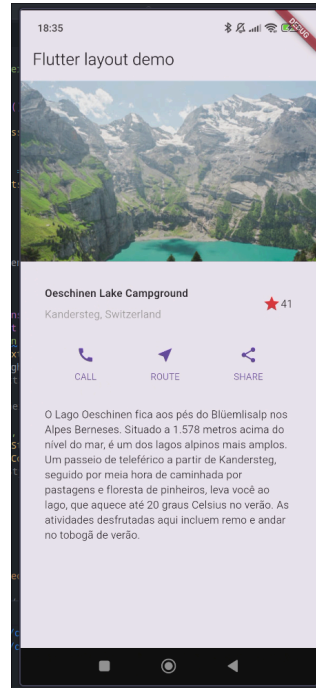 18:35
DEBUG
Flutter layout demo
Oeschinen Lake Campground
Kandersteg, Switzerland
41
CALL
ROUTE
SHARE
O Lago Oeschinen fica aos pés do Blüemlisalp nos
Alpes Berneses. Situado a 1.578 metros acima do
nível do mar, é um dos lagos alpinos mais amplos.
Um passeio de teleférico a partir de Kandersteg,
seguido por meia hora de caminhada por
pastagens e floresta de pinheiros, leva você ao
lago, que aquece até 20 graus Celsius no verão. As
atividades desfrutadas aqui incluem remo e andar
no tobogã de verão.